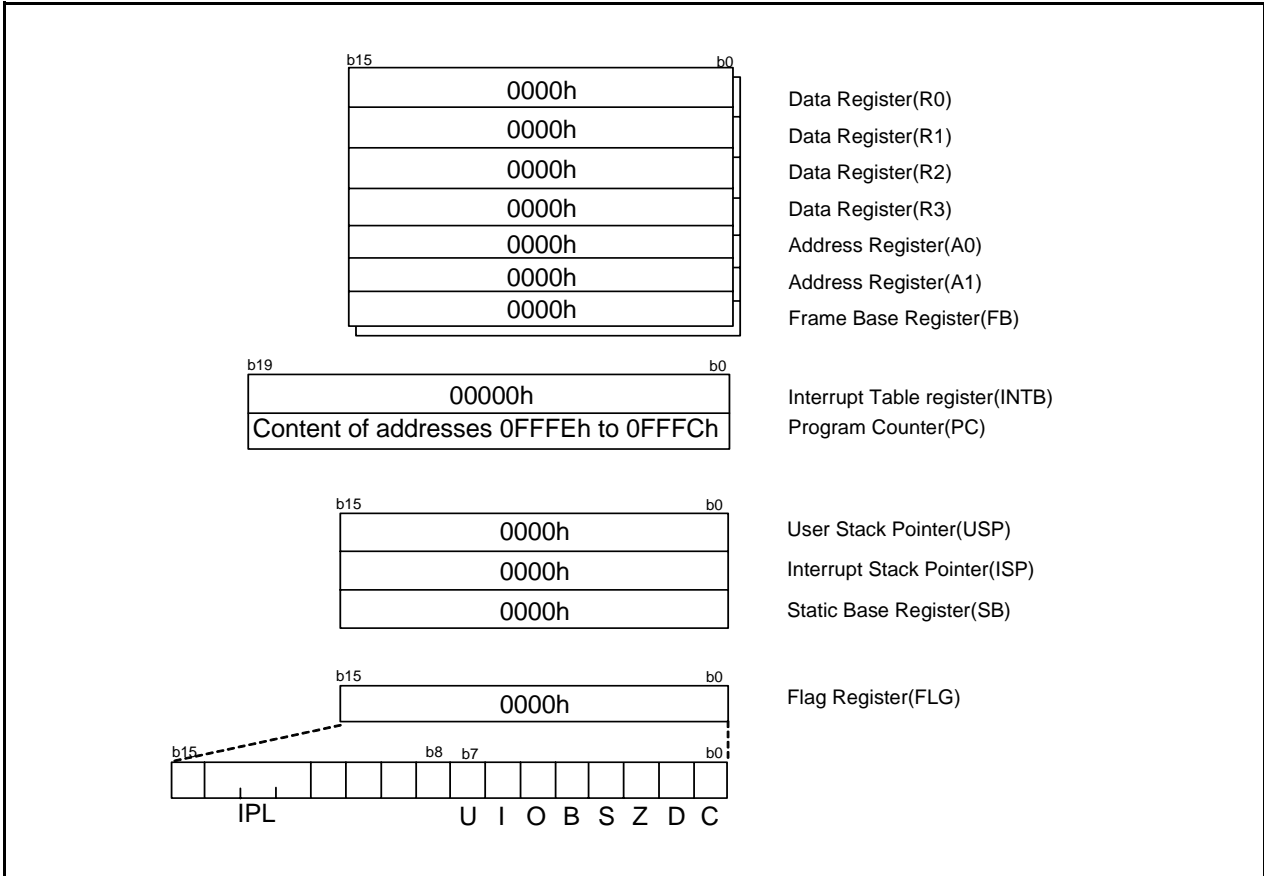 b15 b0
0000h Data Register(R0)
0000h Data Register(R1)
0000h Data Register(R2)
0000h Data Register(R3)
0000h Address Register(A0)
0000h Address Register(A1)
0000h Frame Base Register(FB)
b19 b0
00000h Interrupt Table register(INTB)
Content of addresses 0FFFEh to 0FFFCh Program Counter(PC)
b15 b0
0000h User Stack Pointer(USP)
0000h Interrupt Stack Pointer(ISP)
0000h Static Base Register(SB)
b15 b0
0000h Flag Register(FLG)
b15 b8 b7 b0
IPL U I O B S Z D C